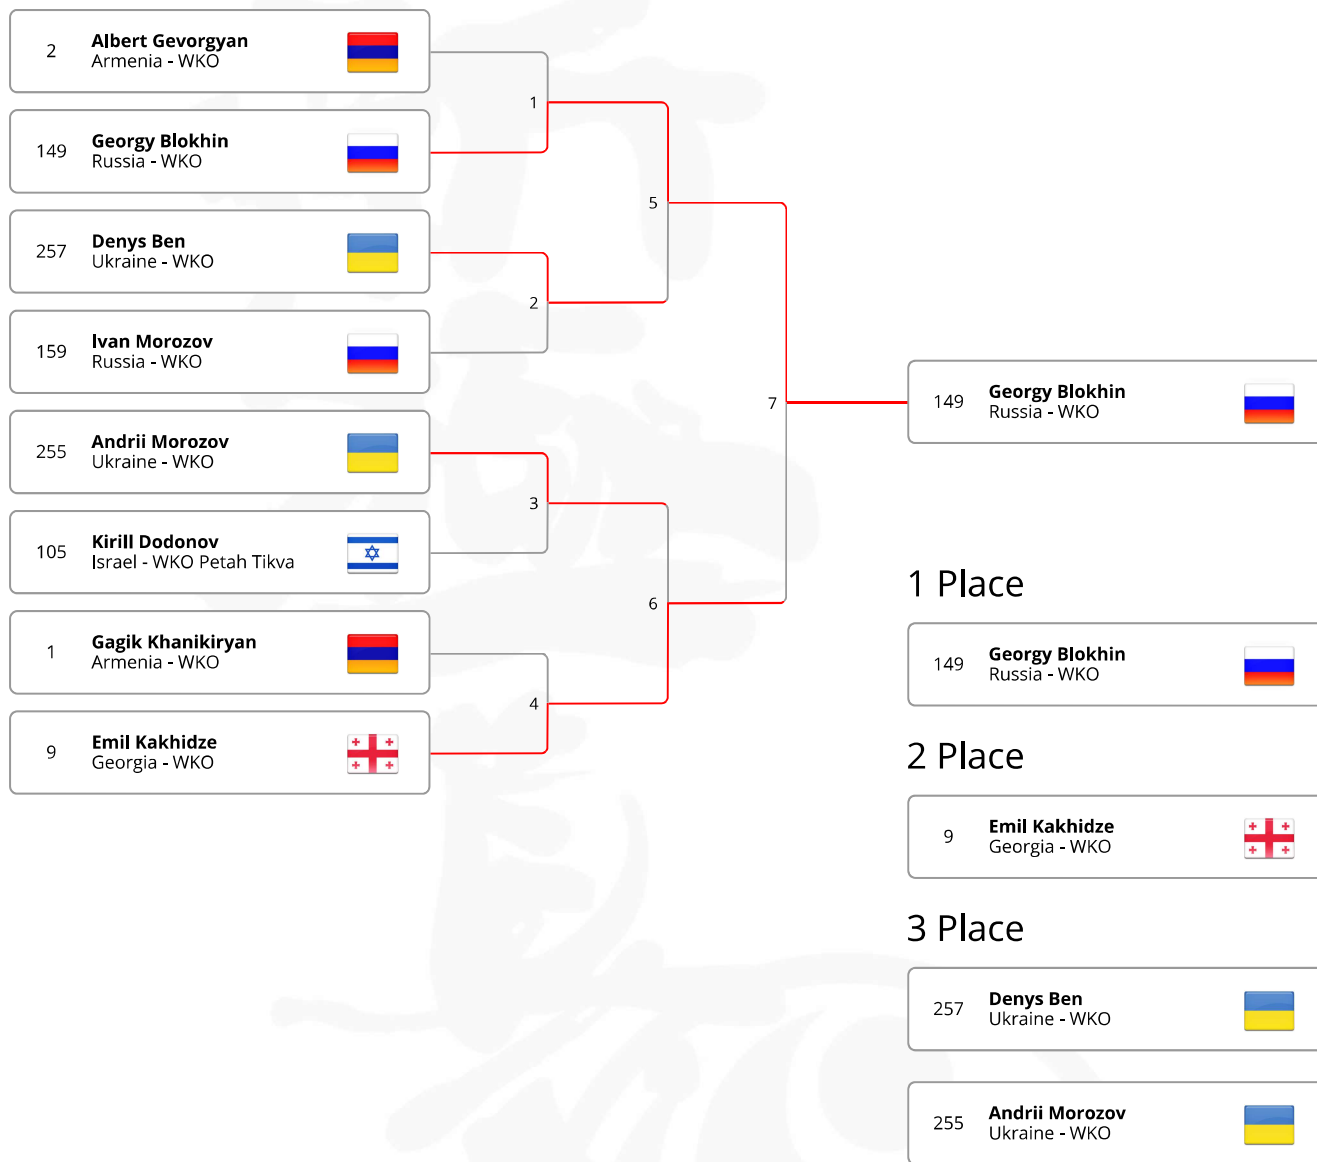 2
Albert Gevorgyan
Armenia - WKO
149
Georgy Blokhin
Russia - WKO
257
Denys Ben
Ukraine - WKO
159
Ivan Morozov
Russia - WKO
255
Andrii Morozov
Ukraine - WKO
105
Kirill Dodonov
Israel - WKO Petah Tikva
1
Gagik Khanikiryan
Armenia - WKO
9
Emil Kakhidze
Georgia - WKO
1
2
3
4
5
6
7
149
Georgy Blokhin
Russia - WKO
1 Place
149
Georgy Blokhin
Russia - WKO
2 Place
9
Emil Kakhidze
Georgia - WKO
3 Place
257
Denys Ben
Ukraine - WKO
255
Andrii Morozov
Ukraine - WKO